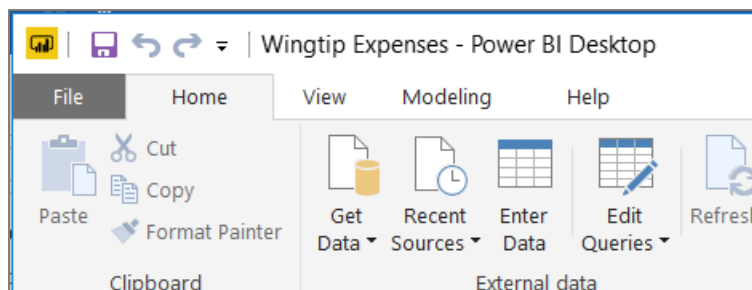 Wingtip Expenses - Power BI Desktop
File Home View Modeling Help
Cut
Copy
Format Painter
Paste
Get Data
Recent Sources
Enter Data
Edit Queries
Refresh
Clipboard
External data